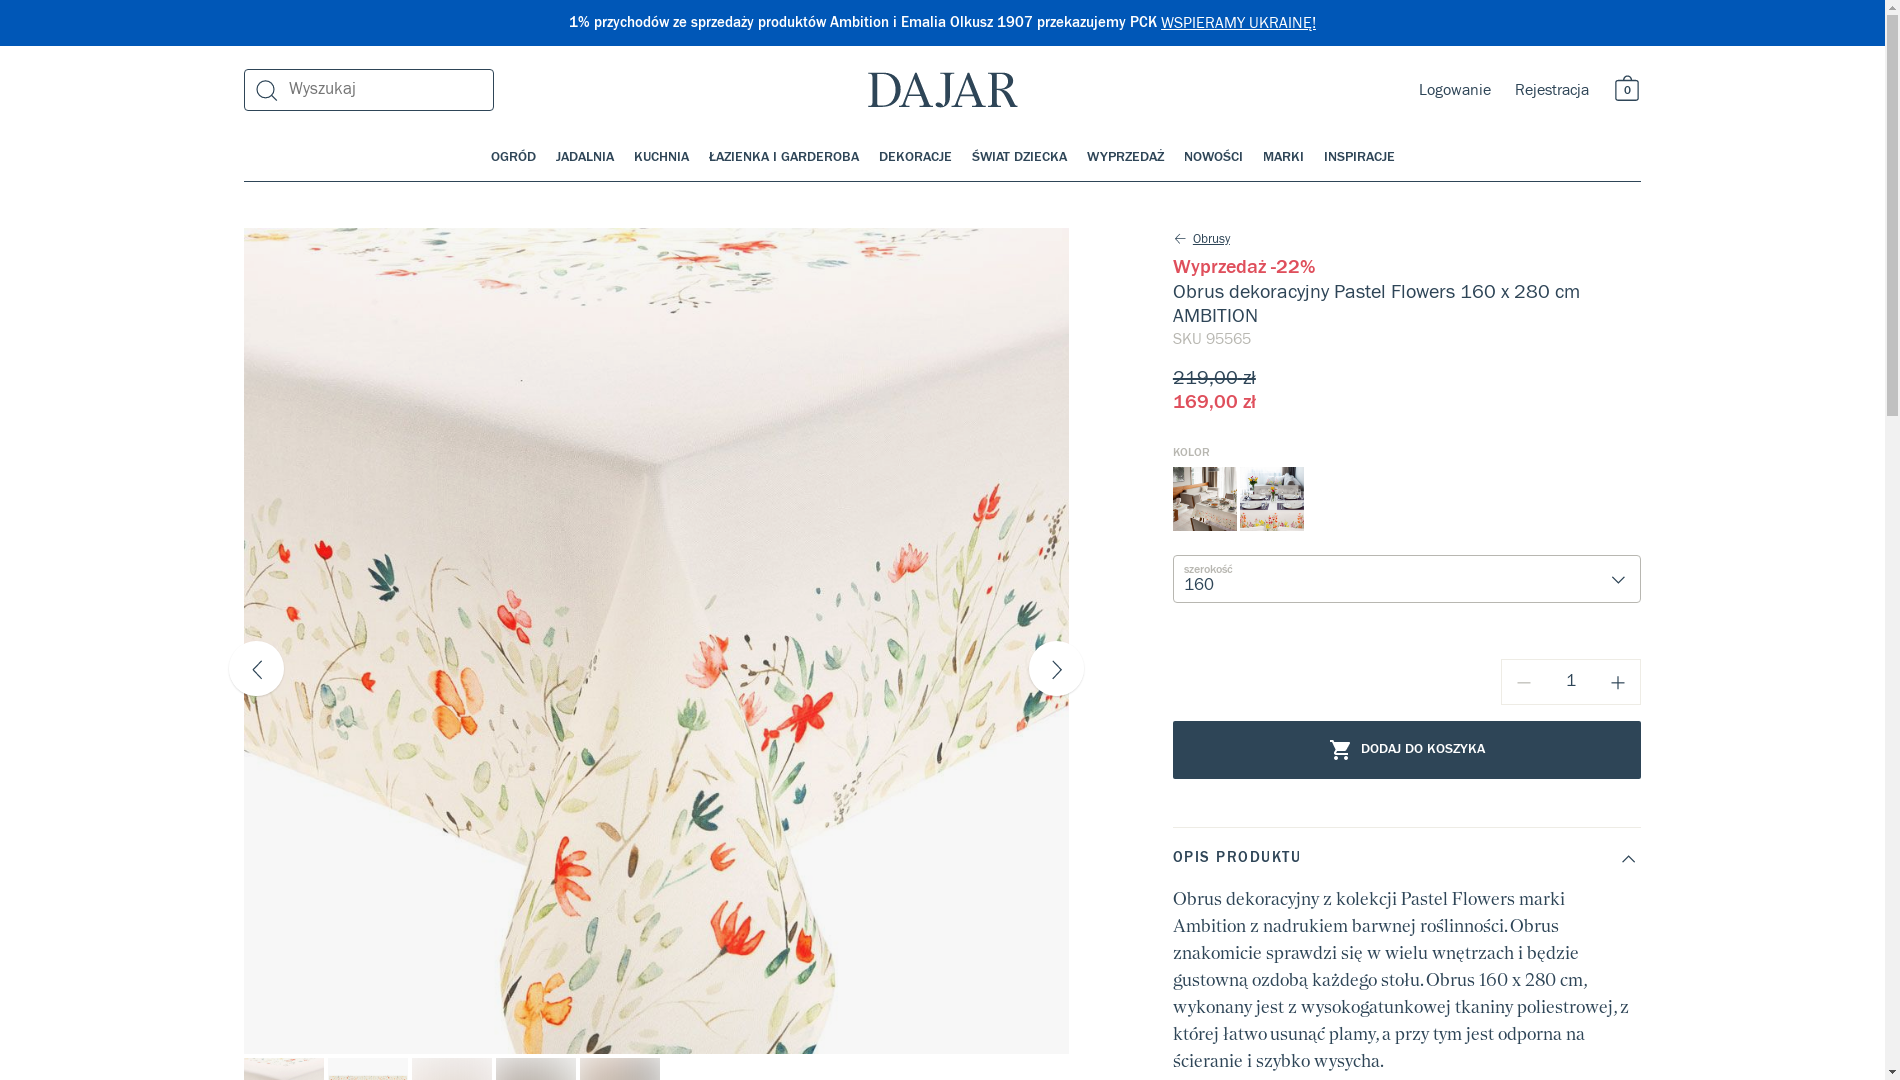 1% przychodów ze sprzedaży produktów Ambition i Emalia Olkusz 1907 przekazujemy PCK WSPIERAMY UKRAINĘ!
Wyszukaj
DAJAR
Logowanie
Rejestracja
0
OGRÓD
JADALNIA
KUCHNIA
ŁAZIENKA I GARDEROBA
DEKORACJE
ŚWIAT DZIECKA
WYPRZEDAŻ
NOWOŚCI
MARKI
INSPIRACJE
Obrusy
Wyprzedaż -22%
Obrus dekoracyjny Pastel Flowers 160 x 280 cm
AMBITION
SKU 95565
219,00 zł
169,00 zł
KOLOR
szerokość
160
1
DODAJ DO KOSZYKA
OPIS PRODUKTU
Obrus dekoracyjny z kolekcji Pastel Flowers marki
Ambition z nadrukiem barwnej roślinności. Obrus
znakomicie sprawdzi się w wielu wnętrzach i będzie
gustowną ozdobą każdego stołu. Obrus 160 x 280 cm,
wykonany jest z wysokogatunkowej tkaniny poliestrowej, z
której łatwo usunąć plamy, a przy tym jest odporna na
ścieranie i szybko wysycha.